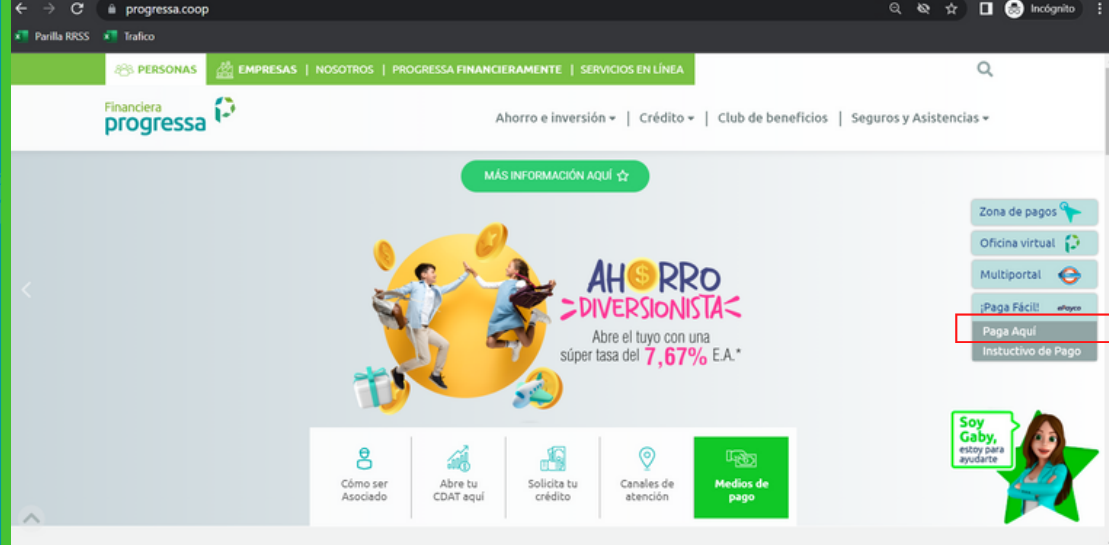 progressa.coop
Incógnito
Parilla RRSS
Trafico
PERSONAS
EMPRESAS | NOSOTROS | PROGRESSA FINANCIERAMENTE | SERVICIOS EN LÍNEA
Financiera
progressa
Ahorro e inversión | Crédito | Club de beneficios | Seguros y Asistencias
MÁS INFORMACIÓN AQUÍ
Zona de pagos
Oficina virtual
Multiportal
¡Paga Fácil! ePayco
Paga Aquí
Instuctivo de Pago
AHORRO
DIVERSIONISTA
Abre el tuyo con una
súper tasa del 7,67% E.A.*
Soy
Gaby,
estoy para
ayudarte
Cómo ser
Asociado
Abre tu
CDAT aquí
Solicita tu
crédito
Canales de
atención
Medios de
pago